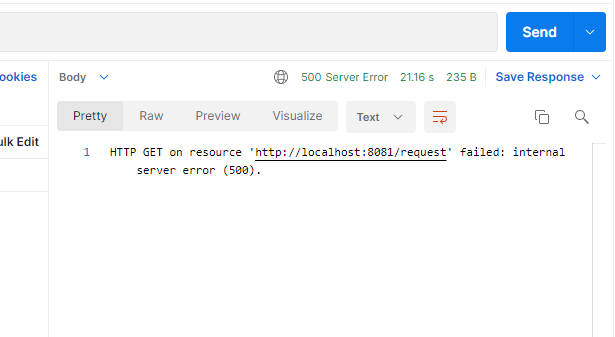 Send
ookies
Body
500 Server Error 21.16 s 235 B
Save Response
Pretty Raw Preview Visualize Text
ulk Edit
1 HTTP GET on resource 'http://localhost:8081/request' failed: internal
server error (500).